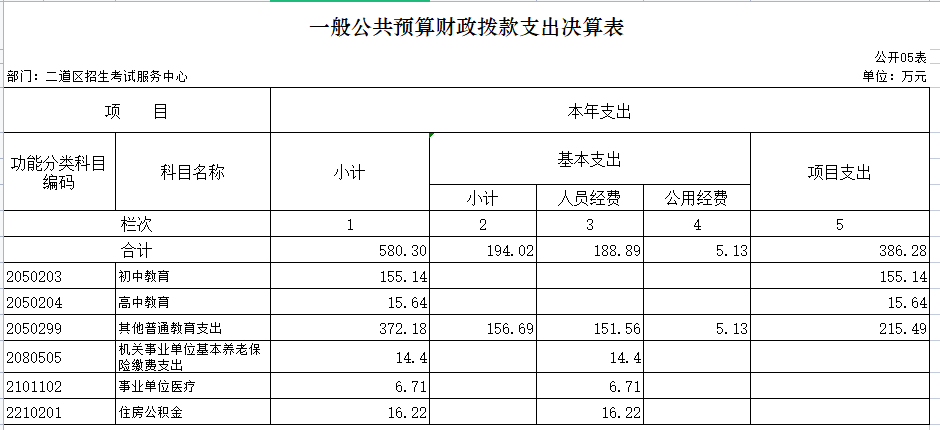 一般公共预算财政拨款支出决算表
公开05表
部门：二道区招生考试服务中心 单位：万元
项 目 本年支出
功能分类科目编码 科目名称 小计 基本支出 项目支出
小计 人员经费 公用经费
栏次 1 2 3 4 5
合计 580.30 194.02 188.89 5.13 386.28
2050203 初中教育 155.14 155.14
2050204 高中教育 15.64 15.64
2050299 其他普通教育支出 372.18 156.69 151.56 5.13 215.49
2080505 机关事业单位基本养老保险缴费支出 14.4 14.4
2101102 事业单位医疗 6.71 6.71
2210201 住房公积金 16.22 16.22